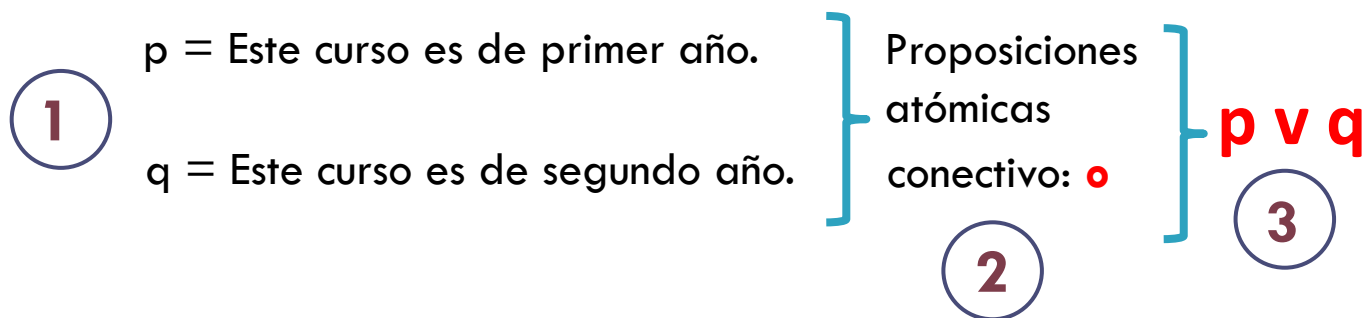 1
p = Este curso es de primer año.
q = Este curso es de segundo año.
Proposiciones
atómicas
conectivo: o
2
p v q
3